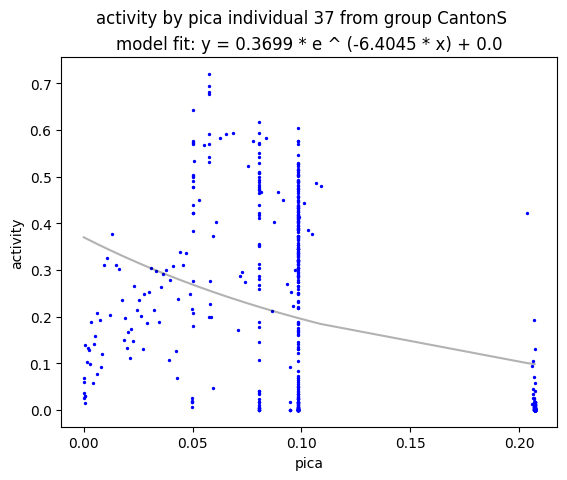 activity by pica individual 37 from group CantonS
model fit: y = 0.3699 * e ^ (-6.4045 * x) + 0.0
0.7
0.6
0.5
0.4
0.3
0.2
0.1
0.0
activity
0.00 0.05 0.10 0.15 0.20
pica